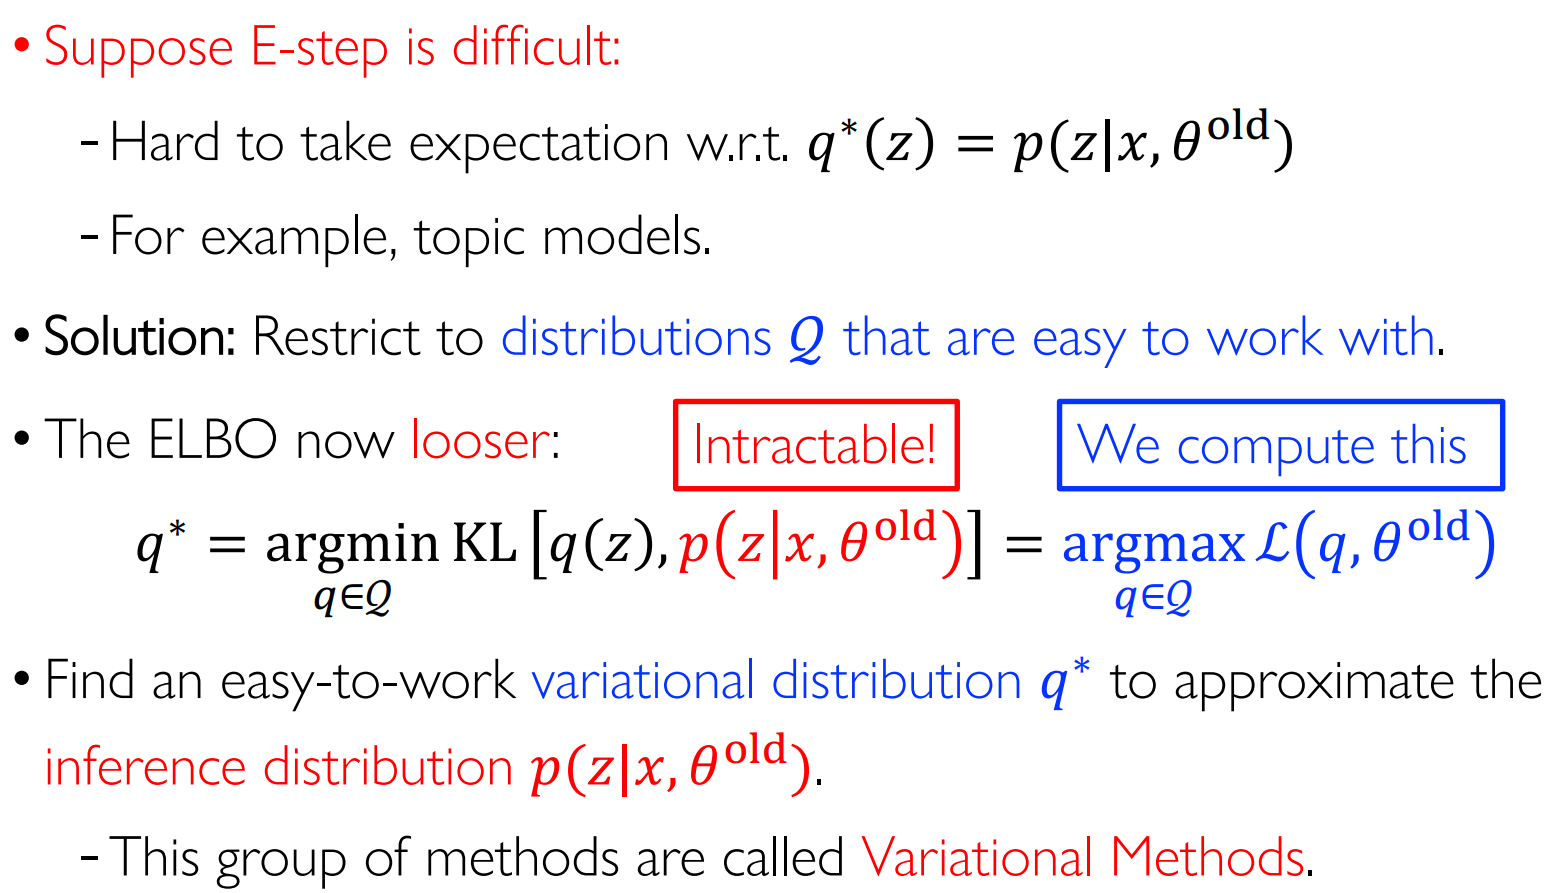 • Suppose E-step is difficult:
- Hard to take expectation w.r.t. q*(z) = p(z|x, θ^old)
- For example, topic models.
• Solution: Restrict to distributions 𝒬 that are easy to work with.
• The ELBO now looser: Intractable! We compute this
q* = argmin KL [q(z), p(z|x, θ^old)] = argmax ℒ(q, θ^old)
q∈𝒬 q∈𝒬
• Find an easy-to-work variational distribution q* to approximate the
inference distribution p(z|x, θ^old).
- This group of methods are called Variational Methods.